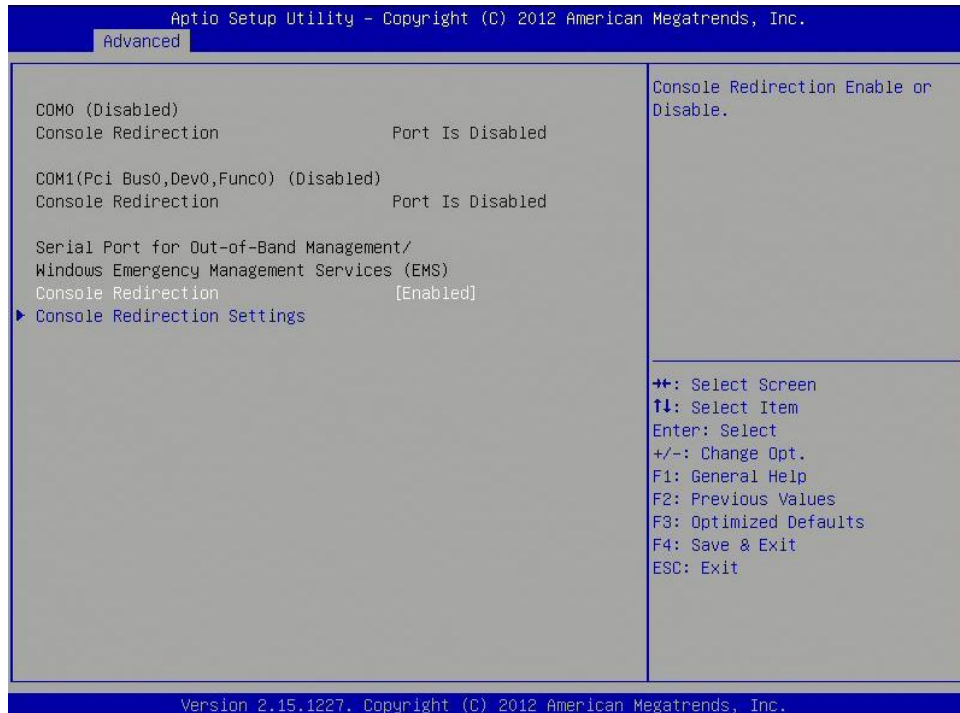 Aptio Setup Utility – Copyright (C) 2012 American Megatrends, Inc.
Advanced
COM0 (Disabled)
Console Redirection Port Is Disabled
COM1(Pci Bus0,Dev0,Func0) (Disabled)
Console Redirection Port Is Disabled
Serial Port for Out-of-Band Management/
Windows Emergency Management Services (EMS)
Console Redirection [Enabled]
▶ Console Redirection Settings
Console Redirection Enable or
Disable.
→←: Select Screen
↑↓: Select Item
Enter: Select
+/-: Change Opt.
F1: General Help
F2: Previous Values
F3: Optimized Defaults
F4: Save & Exit
ESC: Exit
Version 2.15.1227. Copyright (C) 2012 American Megatrends, Inc.